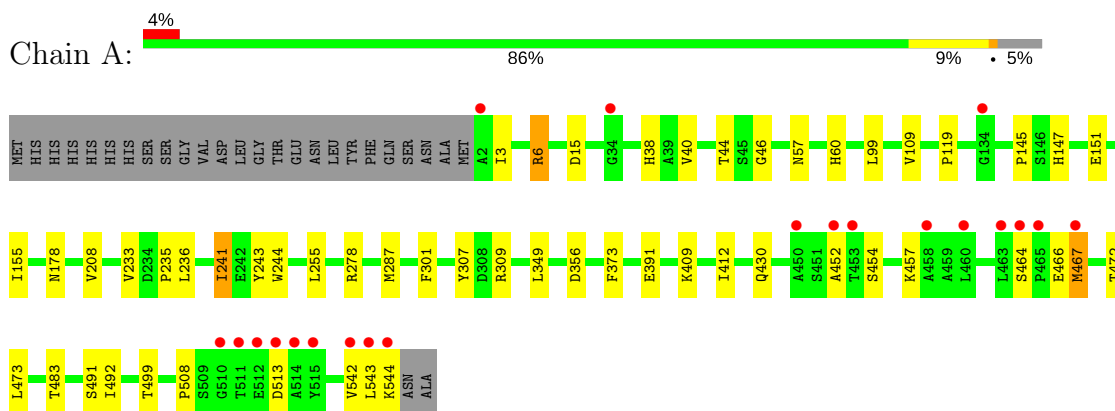 4%
Chain A:
86% 9% • 5%
MET HIS HIS HIS HIS HIS HIS SER SER GLY VAL ASP LEU GLY THR GLU ASN LEU TYR PHE GLN SER ASN ALA MET A2 I3 R6 D15 G34 H38 A39 V40 T44 S45 G46 N57 H60 L99 V109 P119 G134 P145 S146 H147 E151
I155 N178 V208 V233 D234 P235 L236 I241 E242 Y243 W244 L255 R278 M287 F301 Y307 D308 R309 L349 D356 F373 E391 K409 I412 Q430 A450 S451 A452 T453 S454 K457 A458 A459 L460 L463 S464 P465 E466 M467 T472
L473 T483 S491 I492 T499 P508 S509 G510 T511 E512 D513 A514 Y515 V542 L543 K544 ASN ALA